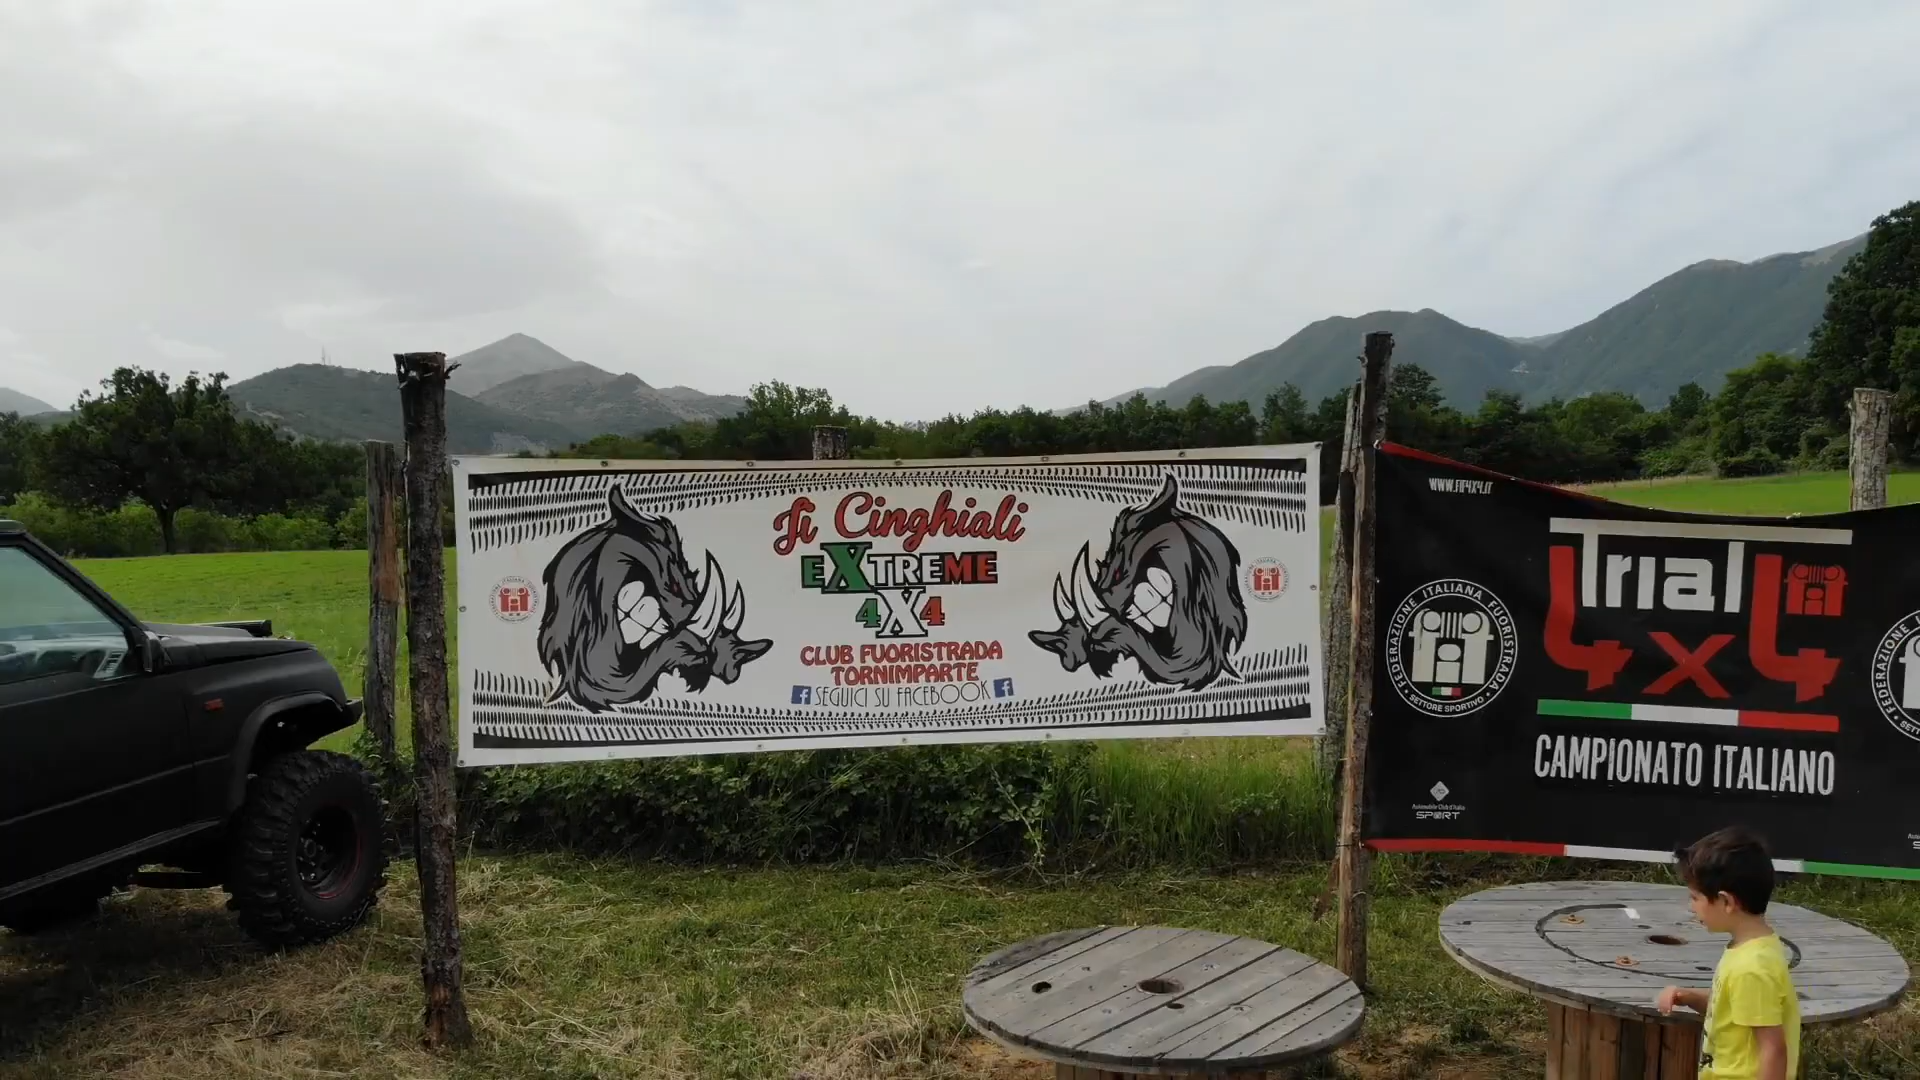 Ji Cinghiali
EXTREME
4X4
CLUB FUORISTRADA
TORNIMPARTE
f SEGUICI SU FACEBOOK f
WWW.FIF4X4.IT
Trial
4x4
CAMPIONATO ITALIANO
FEDERAZIONE ITALIANA FUORISTRADA
SETTORE SPORTIVO
Automobile Club d'Italia
SPORT
FEDERAZIONE